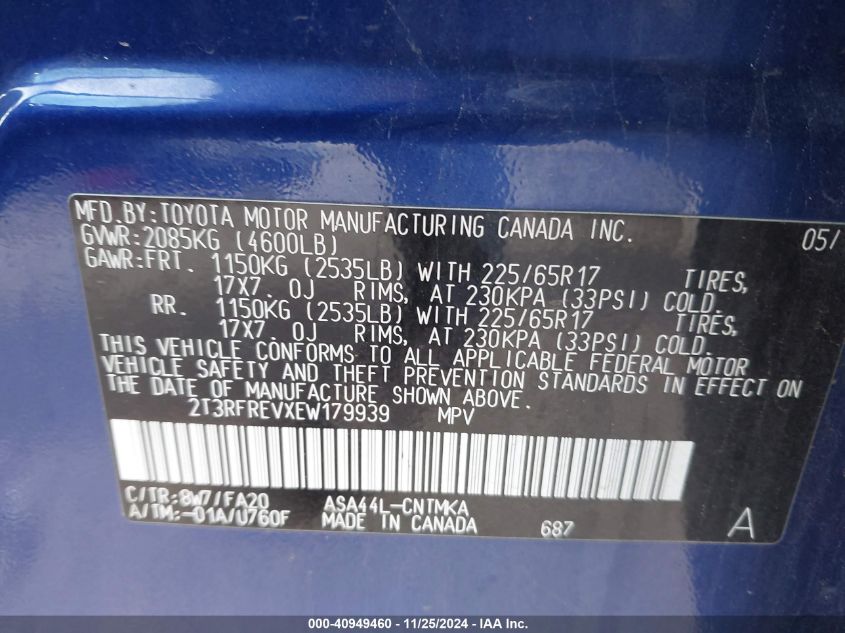 MFD.BY:TOYOTA MOTOR MANUFACTURING CANADA INC. 05/
GVWR:2085KG (4600LB)
GAWR:FRT. 1150KG (2535LB) WITH 225/65R17 TIRES,
17X7.0J RIMS, AT 230KPA (33PSI) COLD.
RR. 1150KG (2535LB) WITH 225/65R17 TIRES,
17X7.0J RIMS, AT 230KPA (33PSI) COLD.
THIS VEHICLE CONFORMS TO ALL APPLICABLE FEDERAL MOTOR
VEHICLE SAFETY AND THEFT PREVENTION STANDARDS IN EFFECT ON
THE DATE OF MANUFACTURE SHOWN ABOVE.
2T3RFREVXEW179939 MPV
C/TR:8W7/FA20 ASA44L-CNTMKA
A/TM:-01A/U760F MADE IN CANADA 687 A
000-40949460 - 11/25/2024 - IAA, Inc.